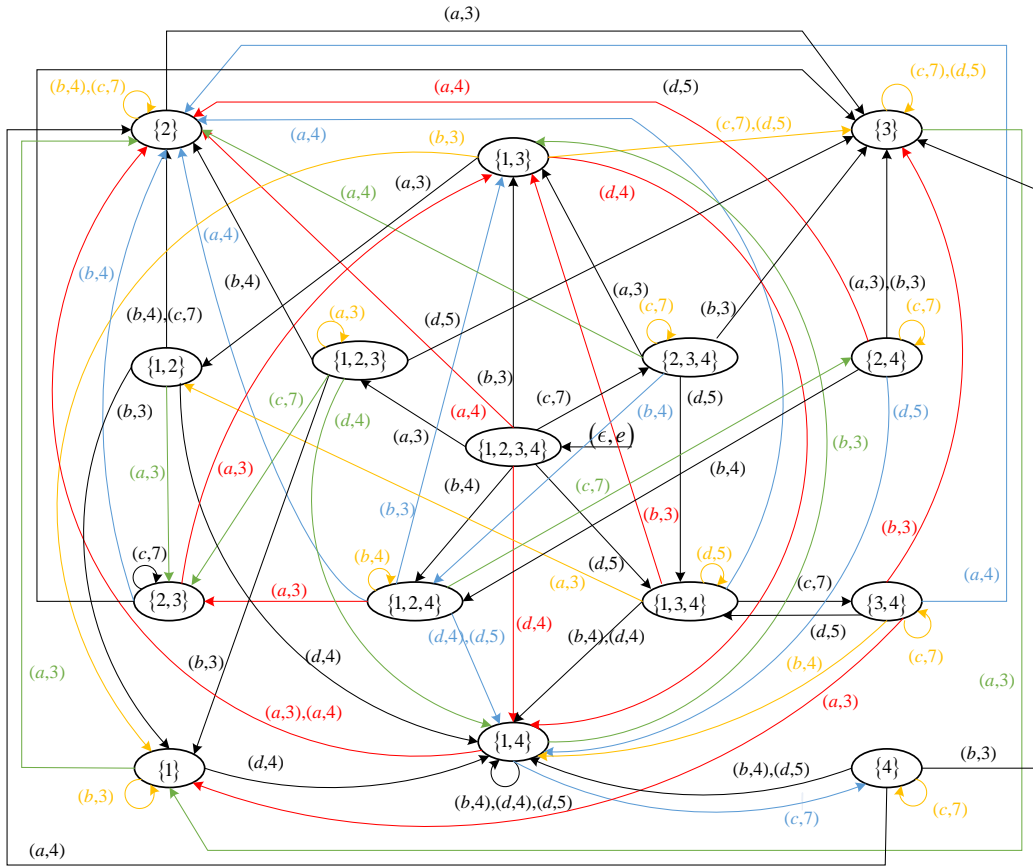 (a,3)
(b,4),(c,7)
(d,5)
(a,4)
(c,7),(d,5)
{2}
(a,4)
(b,3)
(c,7),(d,5)
{3}
{1,3}
(a,3)
(a,4)
(d,4)
(a,4)
(b,4)
(b,4)
(a,3)
(c,7)
(b,3)
(a,3),(b,3)
(b,4),(c,7)
(a,3)
(d,5)
(c,7)
{1,2}
{1,2,3}
(b,3)
{2,3,4}
{2,4}
(c,7)
(c,7)
(d,5)
(b,3)
(d,4)
(a,4)
(b,4)
(d,5)
(a,3)
{1,2,3,4}
(ϵ,e)
(b,3)
(a,3)
(a,3)
(b,4)
(c,7)
(b,4)
(b,3)
(b,3)
(b,3)
(c,7)
(b,4)
(d,5)
(d,5)
(a,3)
(c,7)
(a,4)
{2,3}
(a,3)
{1,2,4}
{1,3,4}
{3,4}
(d,4)
(d,5)
(d,4),(d,5)
(b,4),(d,4)
(c,7)
(b,3)
(d,4)
(b,4)
(a,3)
(a,3)
(a,3)
(a,3),(a,4)
{1,4}
{1}
(d,4)
{4}
(b,3)
(b,4),(d,5)
(b,3)
(b,4),(d,4),(d,5)
(c,7)
(c,7)
(a,4)